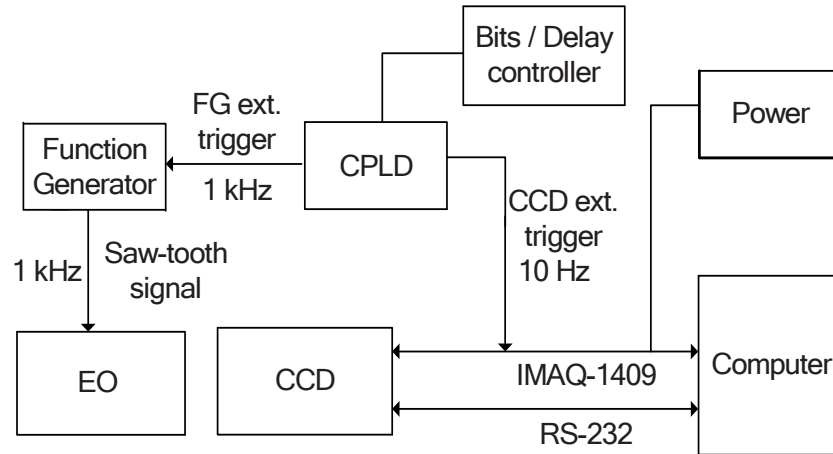 Bits / Delay
controller
Power
FG ext.
trigger
Function
Generator
1 kHz
CPLD
CCD ext.
trigger
10 Hz
1 kHz
Saw-tooth
signal
EO
CCD
IMAQ-1409
Computer
RS-232